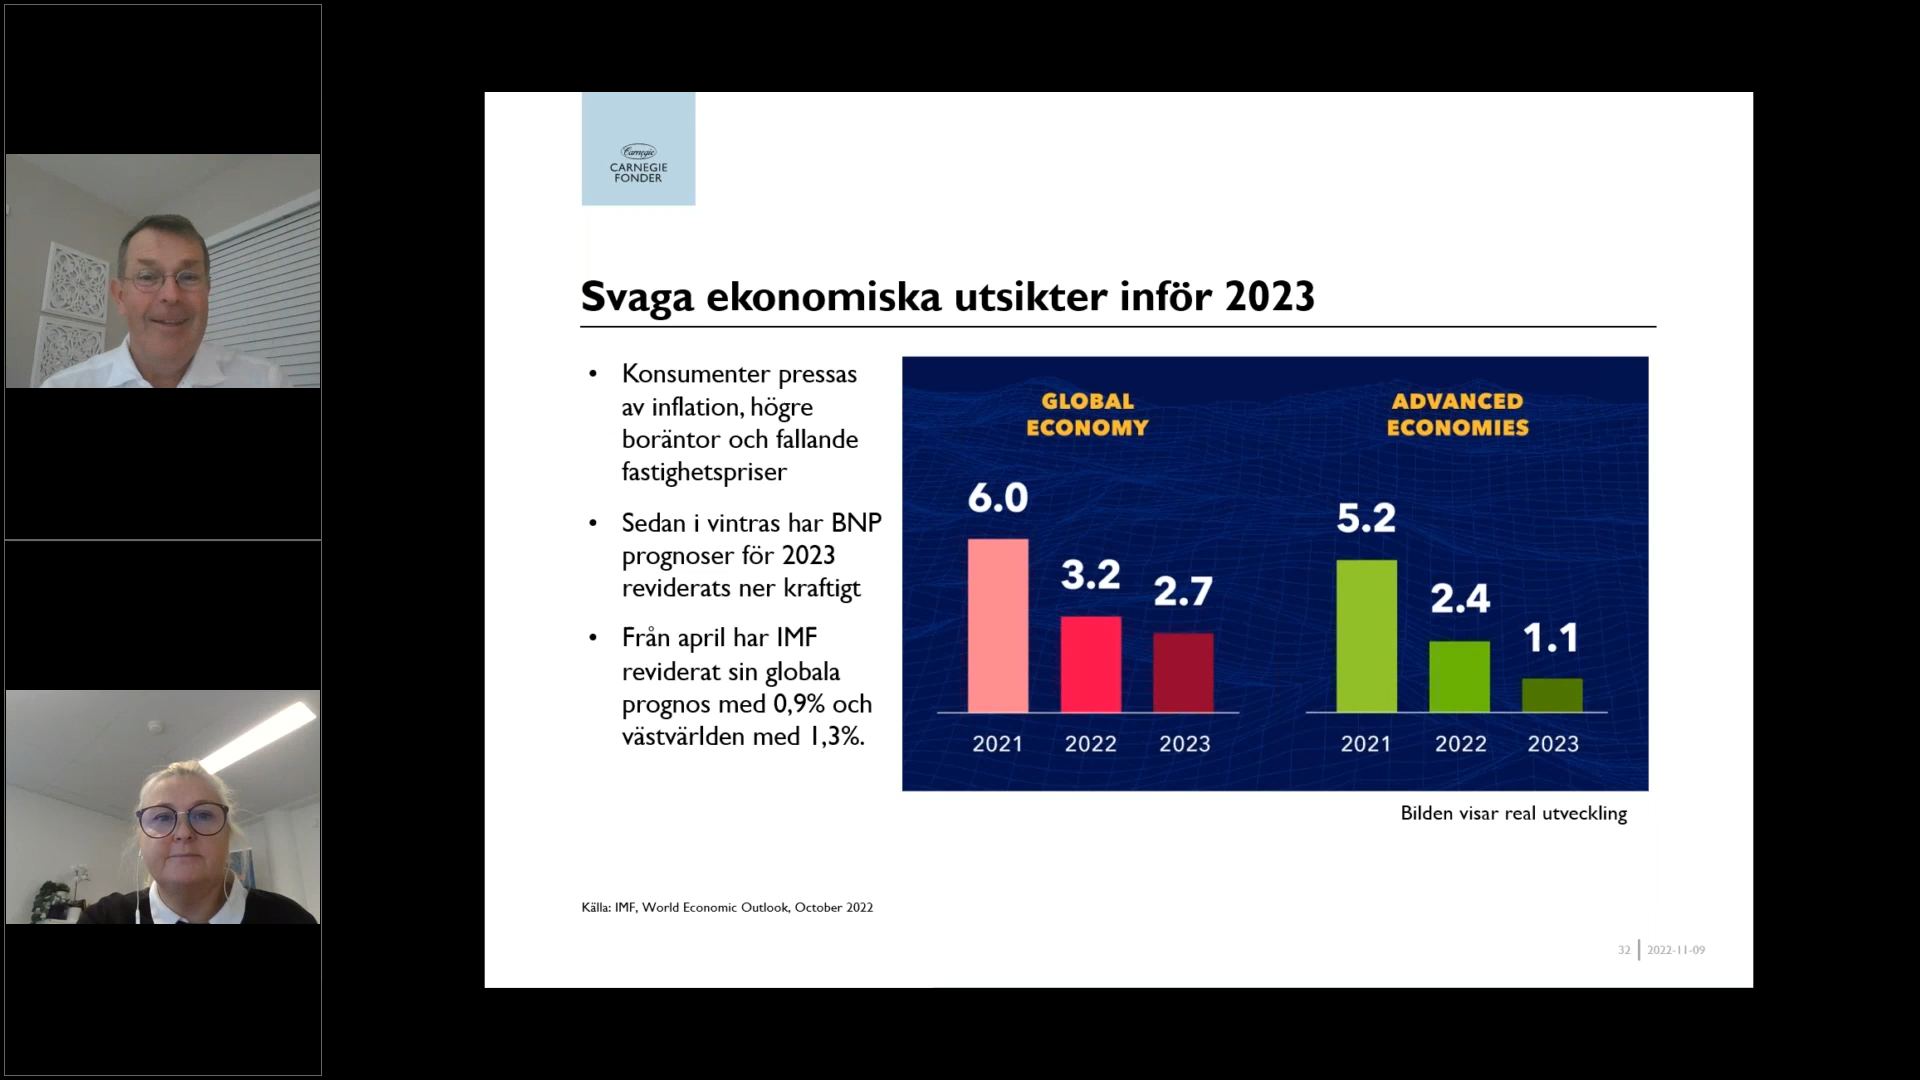 Carnegie
CARNEGIE
FONDER
Svaga ekonomiska utsikter inför 2023
• Konsumenter pressas
av inflation, högre
boräntor och fallande
fastighetspriser
• Sedan i vintras har BNP
prognoser för 2023
reviderats ner kraftigt
• Från april har IMF
reviderat sin globala
prognos med 0,9% och
västvärlden med 1,3%.
GLOBAL
ECONOMY
6.0
3.2
2.7
2021 2022 2023
ADVANCED
ECONOMIES
5.2
2.4
1.1
2021 2022 2023
Bilden visar real utveckling
Källa: IMF, World Economic Outlook, October 2022
32 | 2022-11-09